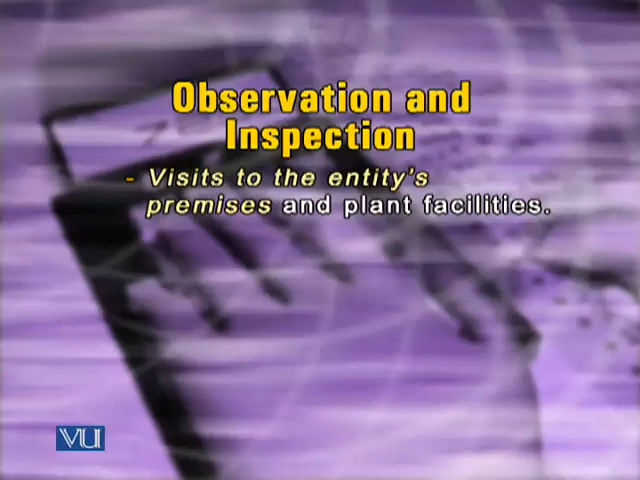 Observation and
Inspection
- Visits to the entity's
premises and plant facilities.
VU